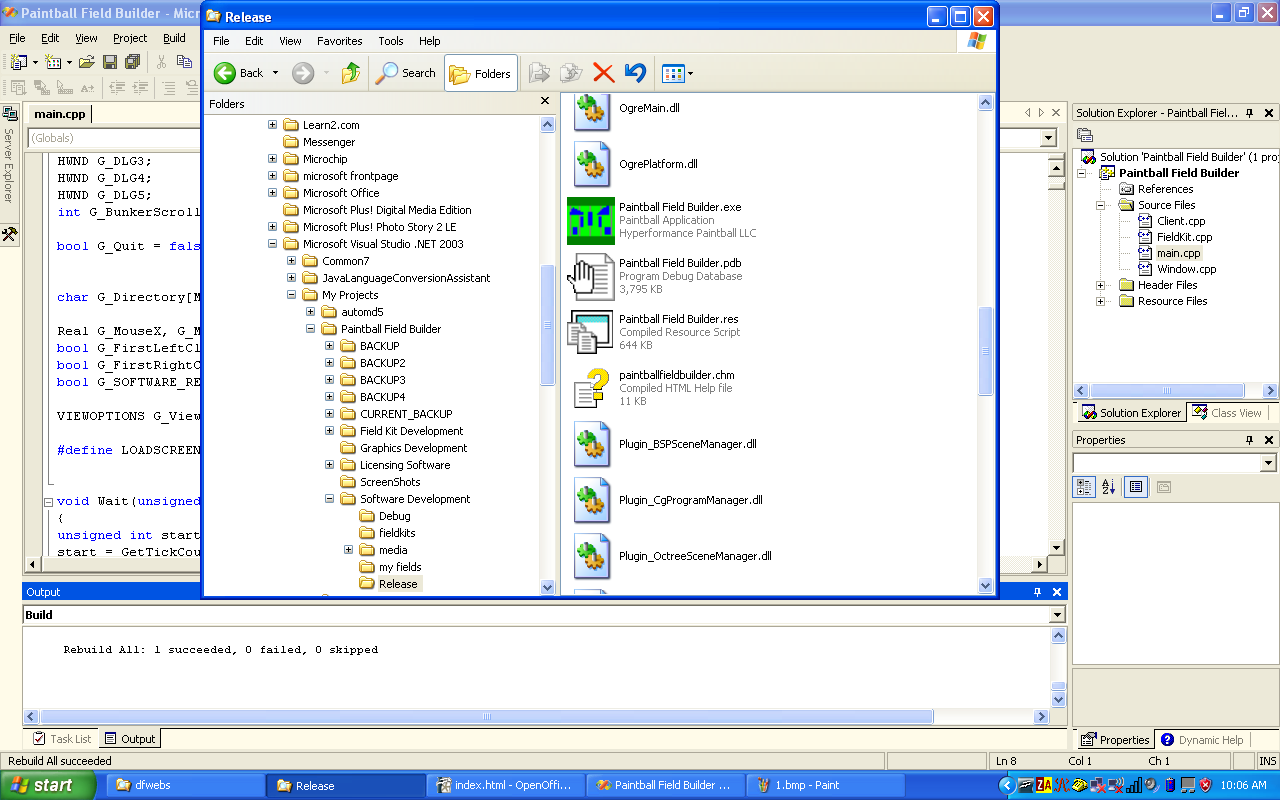 Paintball Field Builder - Micr
File Edit View Project Build
main.cpp
(Globals)
Server Explorer
HWND G_DLG3;
HWND G_DLG4;
HWND G_DLG5;
int G_BunkerScroll
bool G_Quit = fals
char G_Directory[M
Real G_MouseX, G_M
bool G_FirstLeftCl
bool G_FirstRightC
bool G_SOFTWARE_RE
VIEWOPTIONS G_View
#define LOADSCREEN
void Wait(unsigned
{
unsigned int start
start = GetTickCou
Release
File Edit View Favorites Tools Help
Back Search Folders
Folders
Learn2.com
Messenger
Microchip
microsoft frontpage
Microsoft Office
Microsoft Plus! Digital Media Edition
Microsoft Plus! Photo Story 2 LE
Microsoft Visual Studio .NET 2003
Common7
JavaLanguageConversionAssistant
My Projects
automd5
Paintball Field Builder
BACKUP
BACKUP2
BACKUP3
BACKUP4
CURRENT_BACKUP
Field Kit Development
Graphics Development
Licensing Software
ScreenShots
Software Development
Debug
fieldkits
media
my fields
Release
OgreMain.dll
OgrePlatform.dll
Paintball Field Builder.exe
Paintball Application
Hyperformance Paintball LLC
Paintball Field Builder.pdb
Program Debug Database
3,795 KB
Paintball Field Builder.res
Compiled Resource Script
644 KB
paintballfieldbuilder.chm
Compiled HTML Help file
11 KB
Plugin_BSPSceneManager.dll
Plugin_CgProgramManager.dll
Plugin_OctreeSceneManager.dll
Solution Explorer - Paintball Fiel...
Solution 'Paintball Field Builder' (1 proj
Paintball Field Builder
References
Source Files
Client.cpp
FieldKit.cpp
main.cpp
Window.cpp
Header Files
Resource Files
Solution Explorer Class View
Properties
Properties Dynamic Help
Output
Build
Rebuild All: 1 succeeded, 0 failed, 0 skipped
Task List Output
Rebuild All succeeded
Ln 8 Col 1 Ch 1 INS
start dfwebs Release index.html - OpenOffi... Paintball Field Builder ... 1.bmp - Paint ZA 10:06 AM